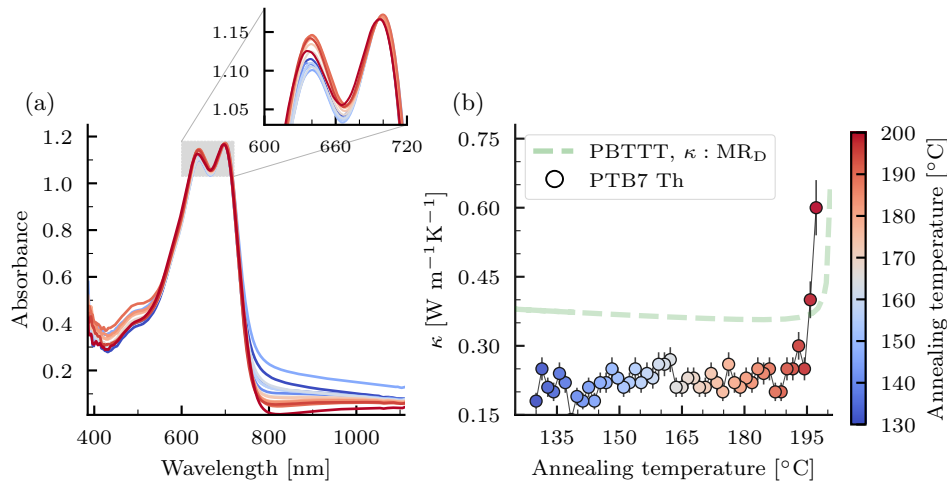 1.15
1.10
1.05
600 660 720
(a)
1.2
1.0
0.8
0.6
0.4
0.2
Absorbance
400 600 800 1000
Wavelength [nm]
(b)
0.75
0.60
0.45
0.30
0.15
κ [W m⁻¹K⁻¹]
PBTTT, κ : MR_D
PTB7 Th
135 150 165 180 195
Annealing temperature [°C]
200
190
180
170
160
150
140
130
Annealing temperature [°C]